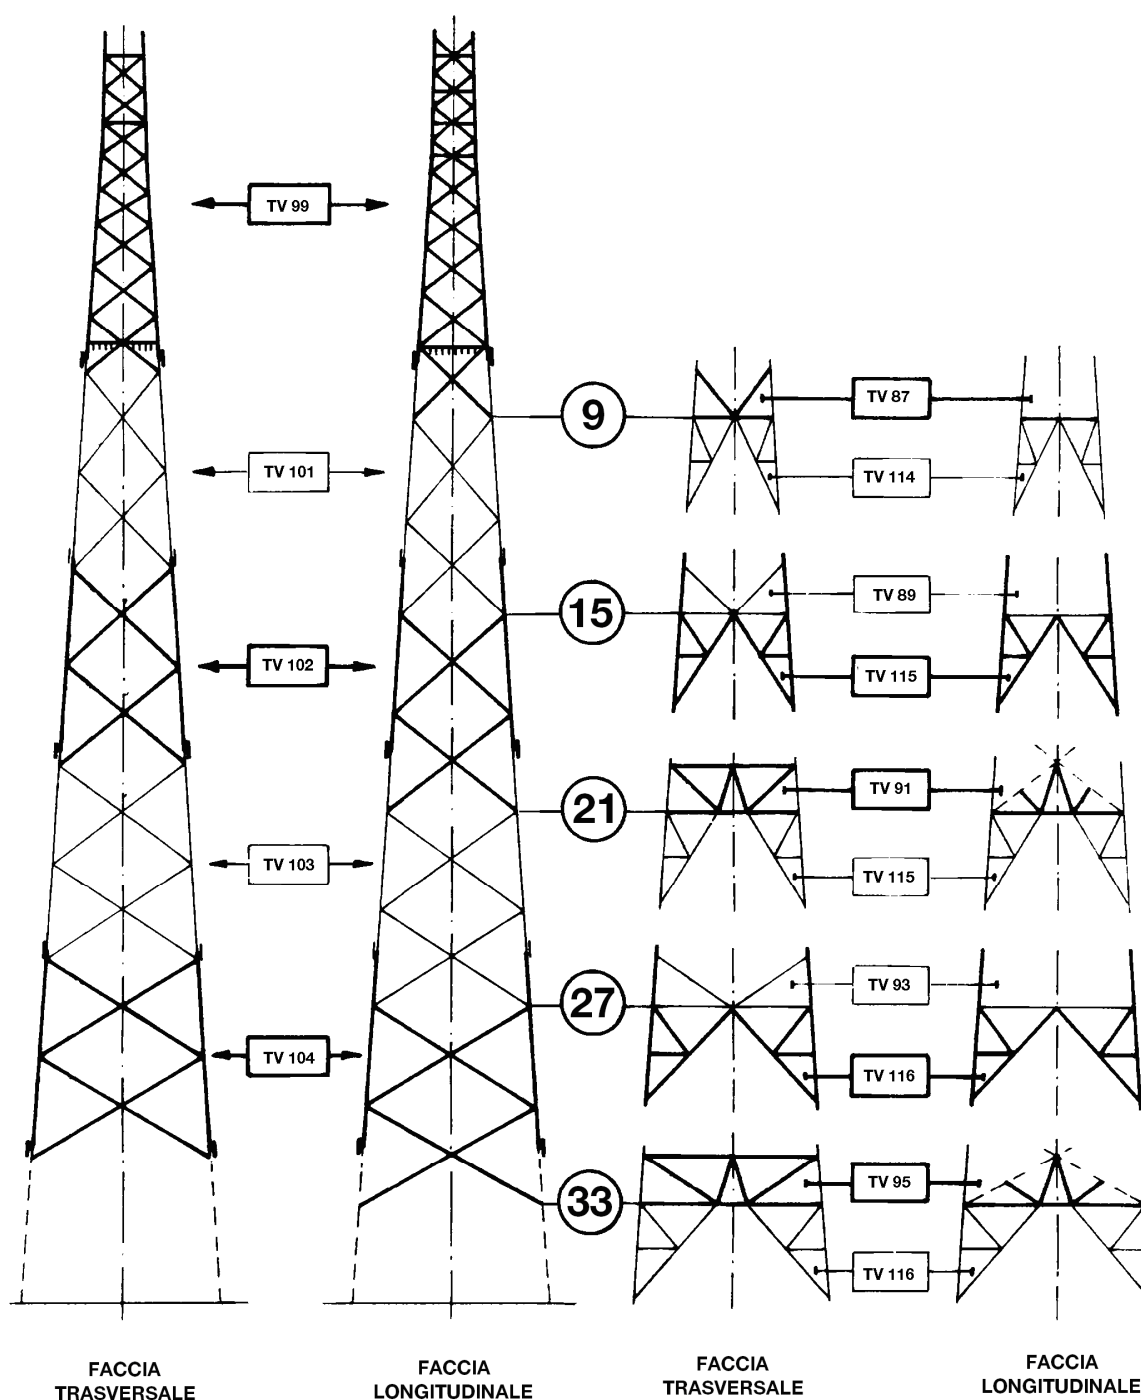 TV 99
9
TV 87
TV 101
TV 114
15
TV 89
TV 102
TV 115
21
TV 91
TV 103
TV 115
27
TV 93
TV 104
TV 116
33
TV 95
TV 116
FACCIA
TRASVERSALE
FACCIA
LONGITUDINALE
FACCIA
TRASVERSALE
FACCIA
LONGITUDINALE